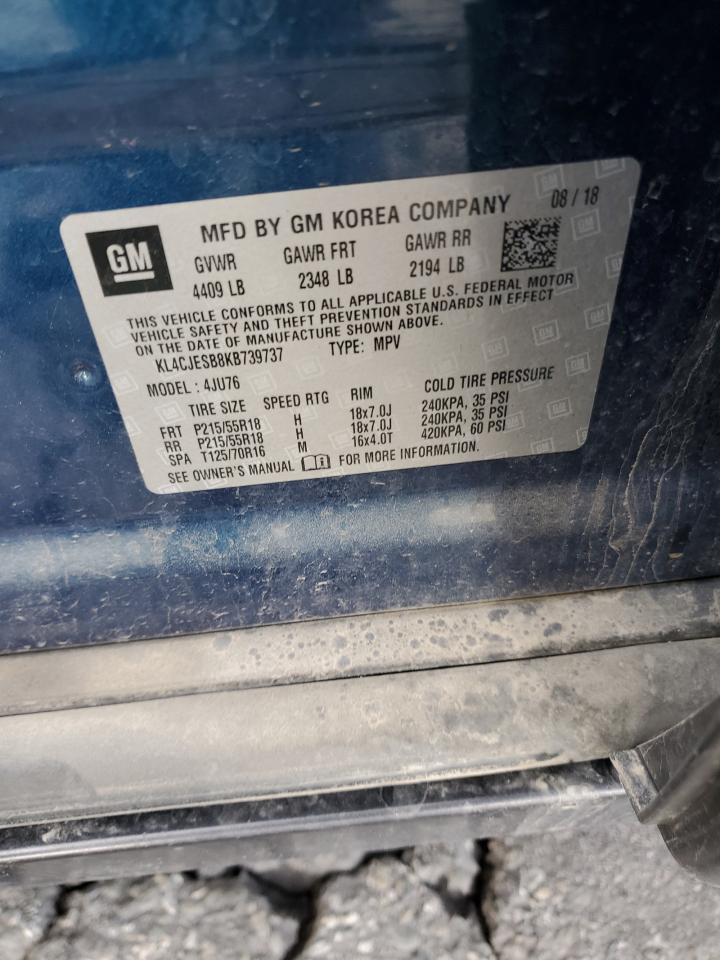 GM
MFD BY GM KOREA COMPANY 08 / 18
GVWR GAWR FRT GAWR RR
4409 LB 2348 LB 2194 LB
THIS VEHICLE CONFORMS TO ALL APPLICABLE U.S. FEDERAL MOTOR
VEHICLE SAFETY AND THEFT PREVENTION STANDARDS IN EFFECT
ON THE DATE OF MANUFACTURE SHOWN ABOVE.
KL4CJESB8KB739737 TYPE: MPV
MODEL : 4JU76
TIRE SIZE SPEED RTG RIM COLD TIRE PRESSURE
FRT P215/55R18 H 18x7.0J 240KPA, 35 PSI
RR P215/55R18 H 18x7.0J 240KPA, 35 PSI
SPA T125/70R16 M 16x4.0T 420KPA, 60 PSI
SEE OWNER'S MANUAL FOR MORE INFORMATION.